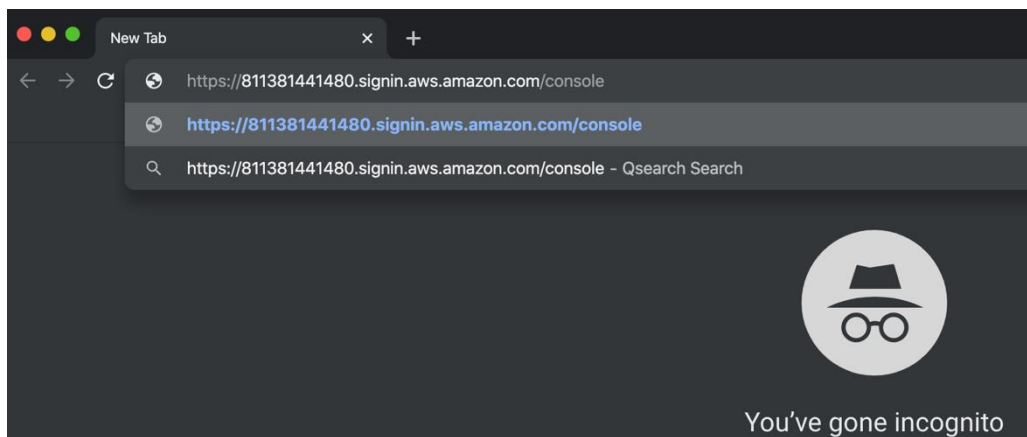 New Tab
https://811381441480.signin.aws.amazon.com/console
https://811381441480.signin.aws.amazon.com/console
https://811381441480.signin.aws.amazon.com/console - Qsearch Search
You've gone incognito